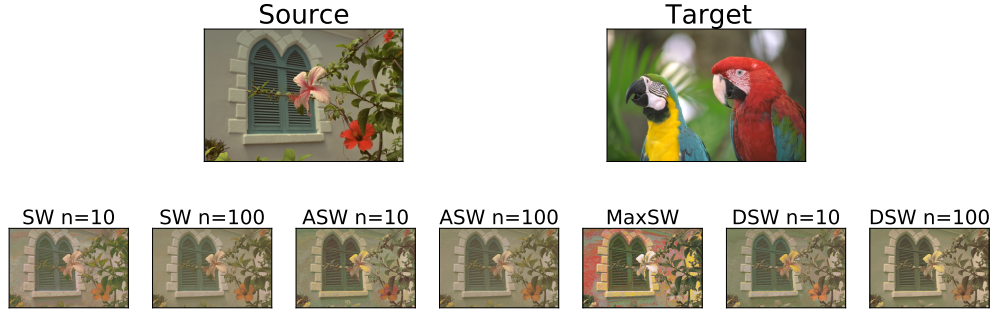 Source
Target
SW n=10
SW n=100
ASW n=10
ASW n=100
MaxSW
DSW n=10
DSW n=100